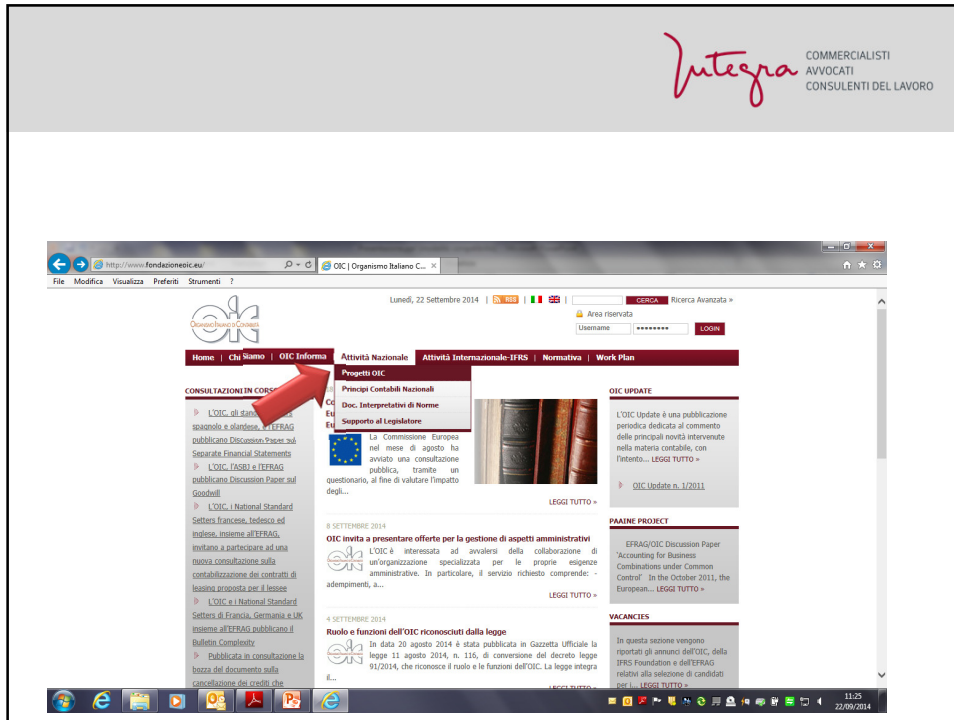 Integra
COMMERCIALISTI
AVVOCATI
CONSULENTI DEL LAVORO
http://www.fondazioneoic.eu/
OIC | Organismo Italiano C...
File Modifica Visualizza Preferiti Strumenti ?
Lunedì, 22 Settembre 2014 | RSS | | CERCA Ricerca Avanzata »
oic
ORGANISMO ITALIANO DI CONTABILITÀ
Area riservata
Username •••••••• LOGIN
Home | Chi Siamo | OIC Informa | Attività Nazionale Attività Internazionale-IFRS | Normativa | Work Plan
Progetti OIC
Principi Contabili Nazionali
Doc. Interpretativi di Norme
Supporto al Legislatore
CONSULTAZIONI IN CORSO
L'OIC, gli
spagnolo e olandese, e l'EFRAG
pubblicano Discussion Paper sul
Separate Financial Statements
L'OIC, l'ASBJ e l'EFRAG
pubblicano Discussion Paper sul
Goodwill
L'OIC, i National Standard
Setters francese, tedesco ed
inglese, insieme all'EFRAG,
invitano a partecipare ad una
nuova consultazione sulla
contabilizzazione dei contratti di
leasing proposta per il lessee
L'OIC e i National Standard
Setters di Francia, Germania e UK
insieme all'EFRAG pubblicano il
Bulletin Complexity
Pubblicata in consultazione la
bozza del documento sulla
cancellazione dei crediti che
La Commissione Europea
nel mese di agosto ha
avviato una consultazione
pubblica, tramite un
questionario, al fine di valutare l'impatto
degli...
LEGGI TUTTO »
8 SETTEMBRE 2014
OIC invita a presentare offerte per la gestione di aspetti amministrativi
L'OIC è interessata ad avvalersi della collaborazione di
un'organizzazione specializzata per le proprie esigenze
amministrative. In particolare, il servizio richiesto comprende: -
adempimenti, a...
LEGGI TUTTO »
4 SETTEMBRE 2014
Ruolo e funzioni dell'OIC riconosciuti dalla legge
In data 20 agosto 2014 è stata pubblicata in Gazzetta Ufficiale la
legge 11 agosto 2014, n. 116, di conversione del decreto legge
91/2014, che riconosce il ruolo e le funzioni dell'OIC. La legge integra
il...
LEGGI TUTTO »
OIC UPDATE
L'OIC Update è una pubblicazione
periodica dedicata al commento
delle principali novità intervenute
nella materia contabile, con
l'intento... LEGGI TUTTO »
OIC Update n. 1/2011
PAAINE PROJECT
EFRAG/OIC Discussion Paper
'Accounting for Business
Combinations under Common
Control' In the October 2011, the
European... LEGGI TUTTO »
VACANCIES
In questa sezione vengono
riportati gli annunci dell'OIC, della
IFRS Foundation e dell'EFRAG
relativi alla selezione di candidati
per i... LEGGI TUTTO »
11:25
22/09/2014